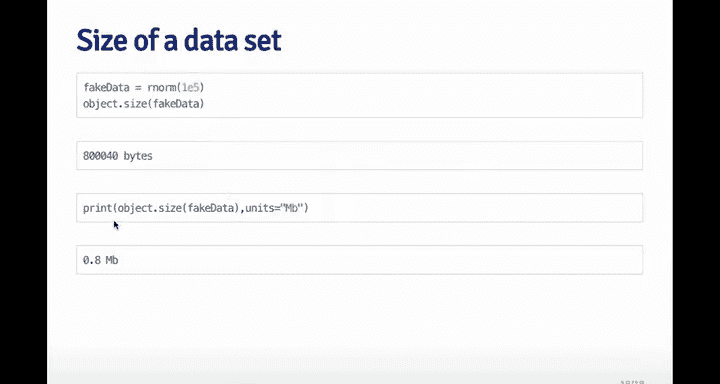 Size of a data set
fakeData = rnorm(1e5)
object.size(fakeData)
800040 bytes
print(object.size(fakeData),units="Mb")
0.8 Mb